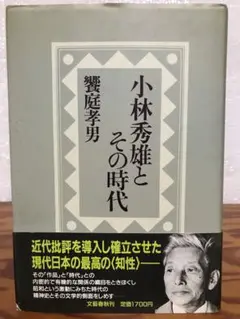 小林秀雄と
その時代
饗庭孝男
近代批評を導入し確立させた
現代日本の最高の〈知性〉——
その「作品」と「時代」との
内密的で有機的な関係の織目をときほぐし
昭和という激動にみちた時代の
精神史とその文学的側面をしめす
文藝春秋刊 定価1700円